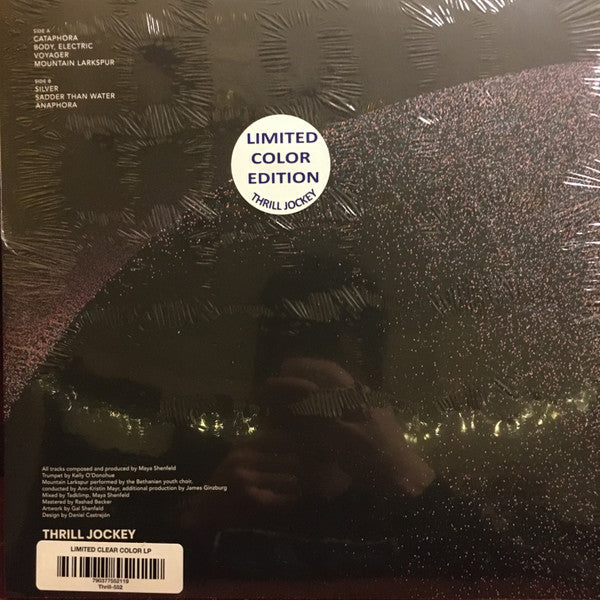 SIDE A
CATAPHORA
BODY, ELECTRIC
VOYAGER
MOUNTAIN LARKSPUR
SIDE B
SILVER
SADDER THAN WATER
ANAPHORA
LIMITED
COLOR
EDITION
THRILL JOCKEY
All tracks composed and produced by Maya Shenfeld
Trumpet by Kelly O'Donohue
Mountain Larkspur performed by the Bethanian youth choir,
conducted by Ann-Kristin Mayr, additional production by James Ginzburg
Mixed by Tadklimp, Maya Shenfeld
Mastered by Rashad Becker
Artwork by Gal Shenfeld
Design by Daniel Castrejón
THRILL JOCKEY
LIMITED CLEAR COLOR LP
790377552119
Thrill-552